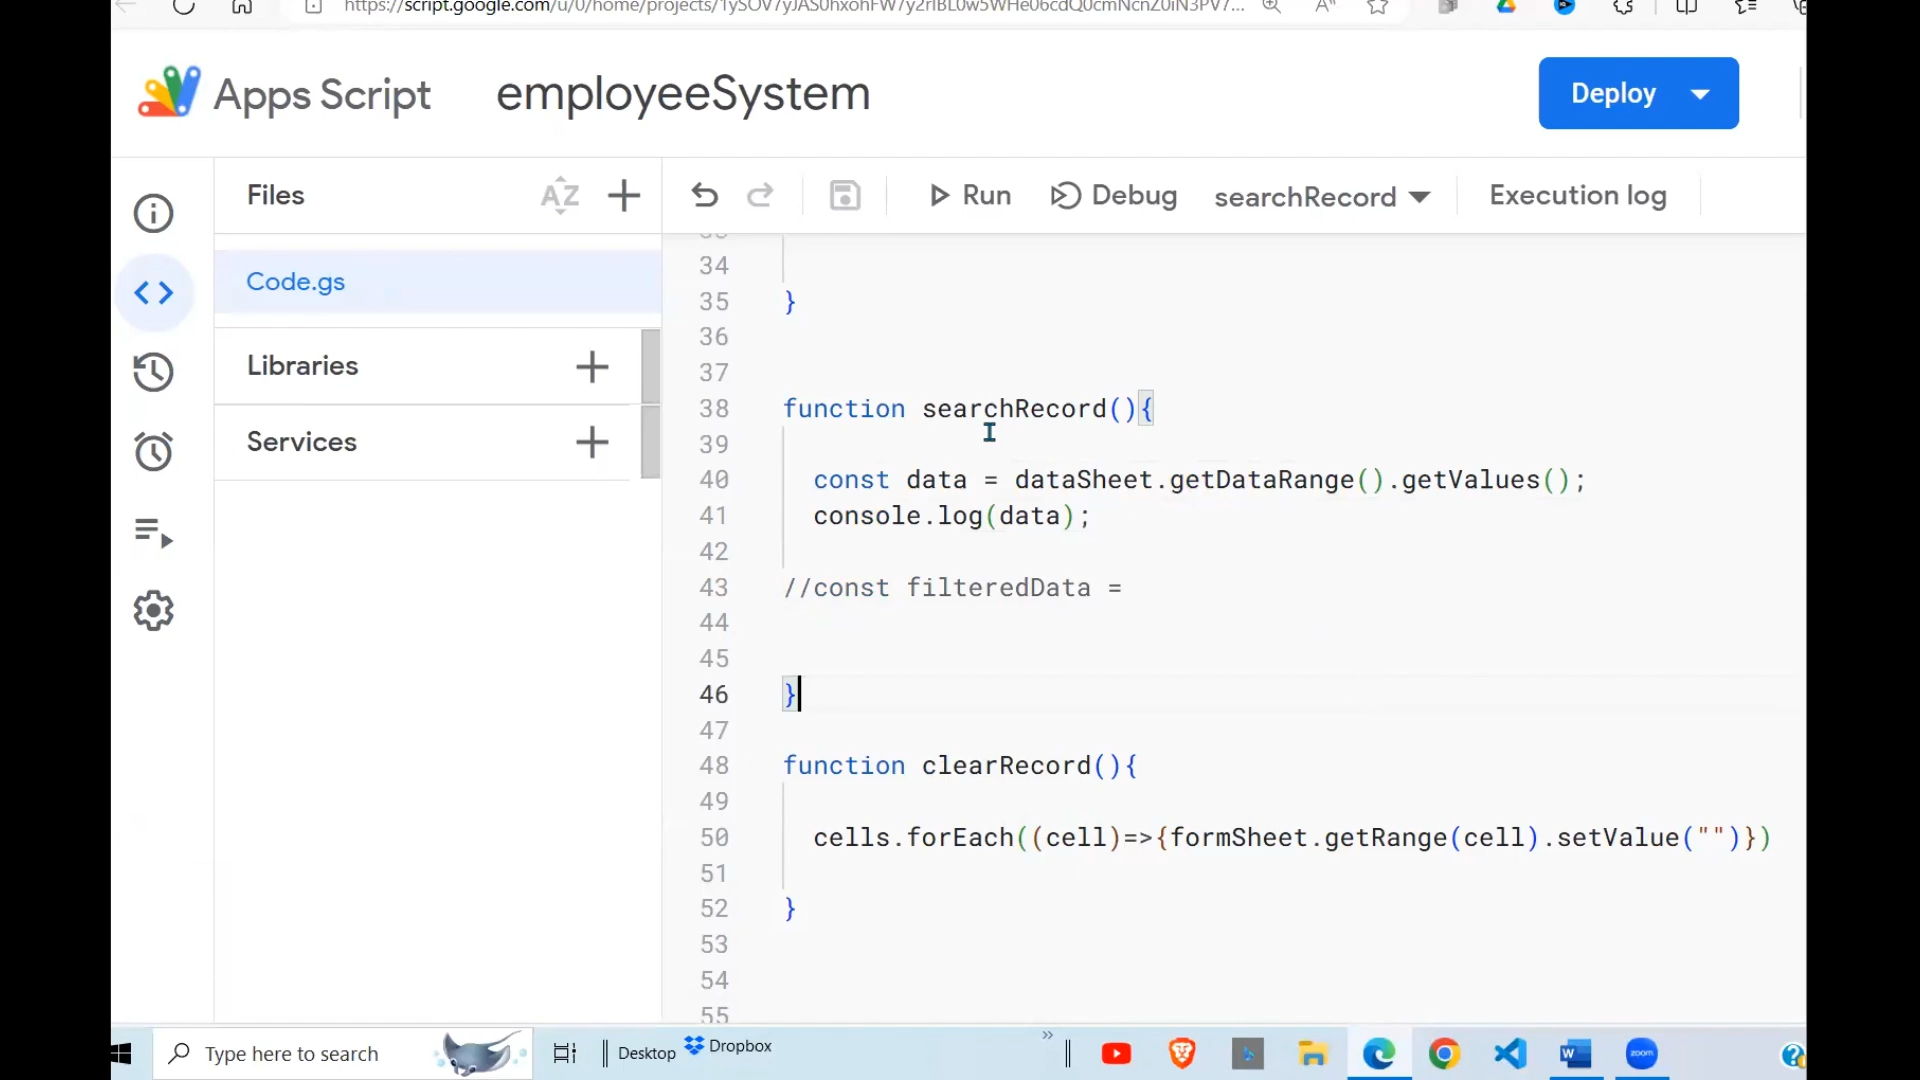 Apps Script employeeSystem Deploy
Files Run Debug searchRecord Execution log
Code.gs
Libraries
Services
34
35 }
36
37
38 function searchRecord(){
39
40 const data = dataSheet.getDataRange().getValues();
41 console.log(data);
42
43 //const filteredData =
44
45
46 }
47
48 function clearRecord(){
49
50 cells.forEach((cell)=>{formSheet.getRange(cell).setValue("")})
51
52 }
53
54
55
Type here to search Desktop Dropbox zoom